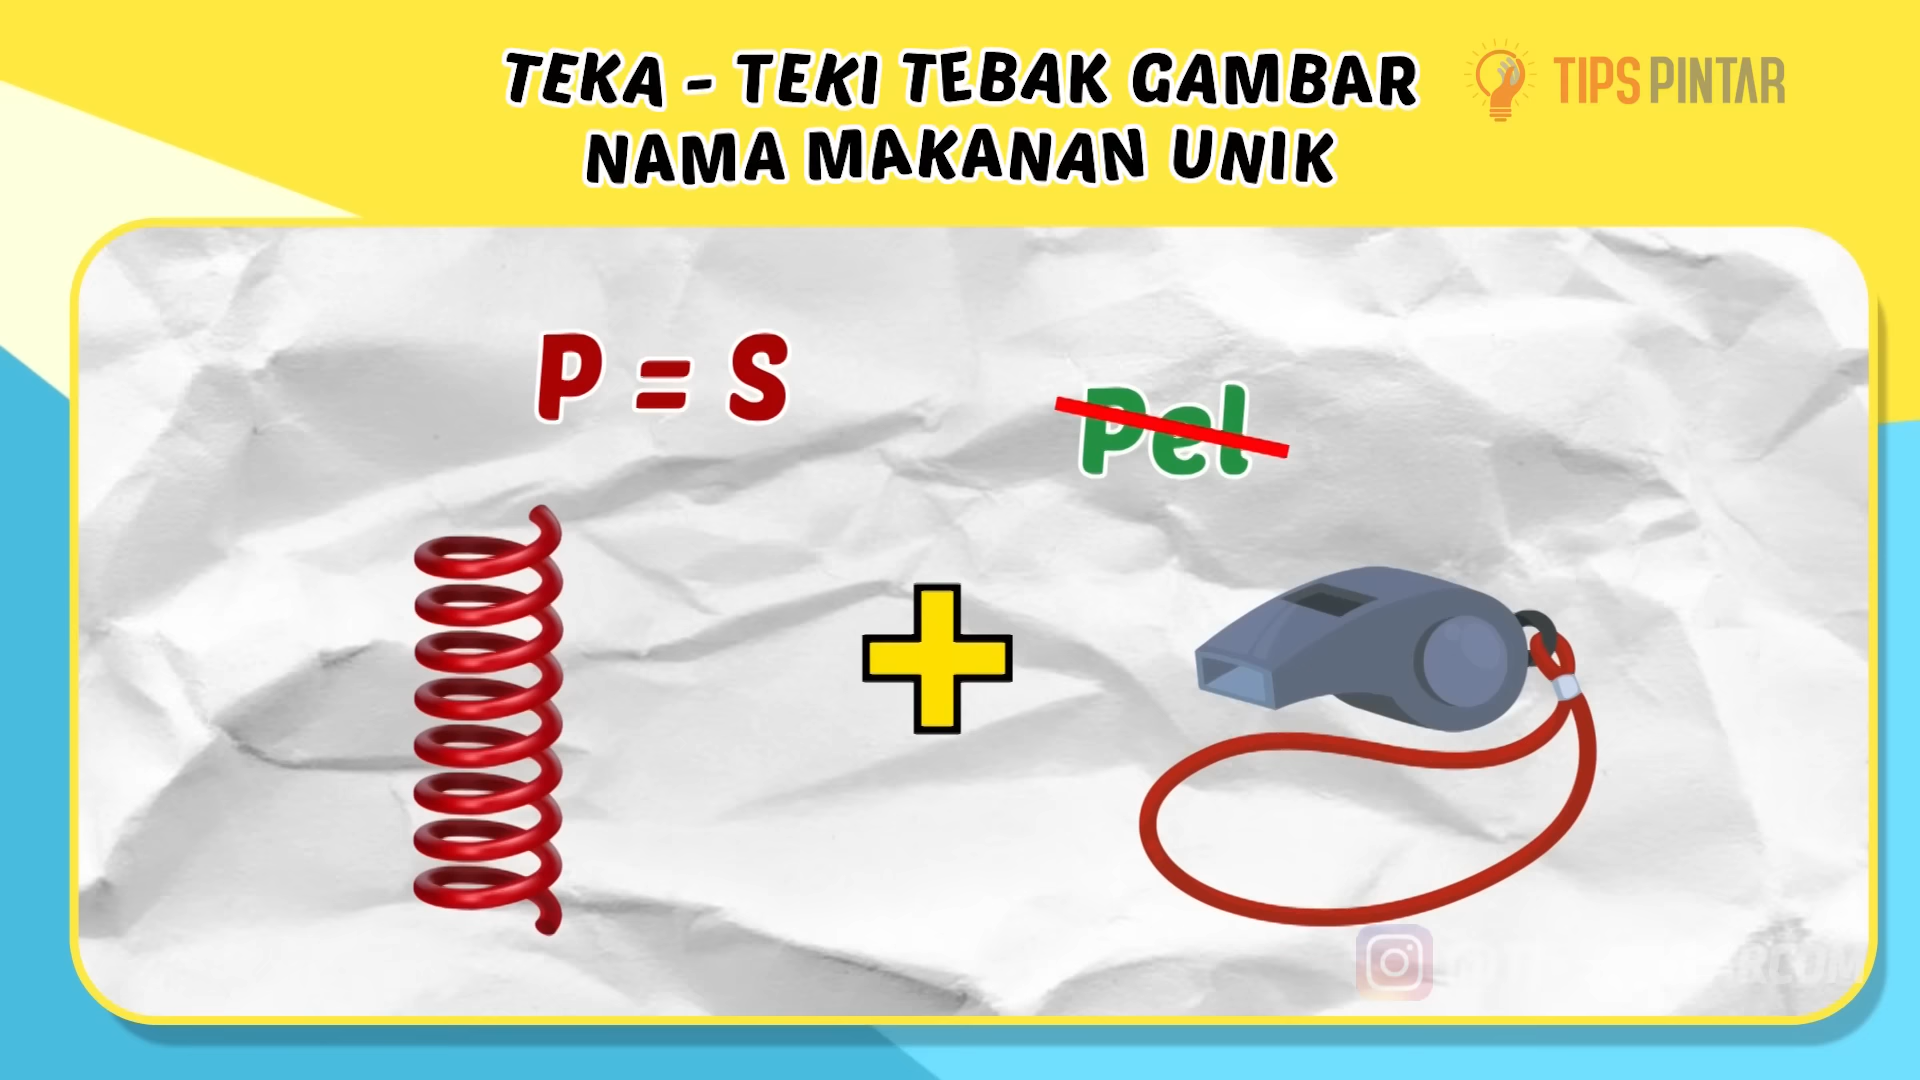 TEKA - TEKI TEBAK GAMBAR
NAMA MAKANAN UNIK
TIPS PINTAR
P = S
Pel